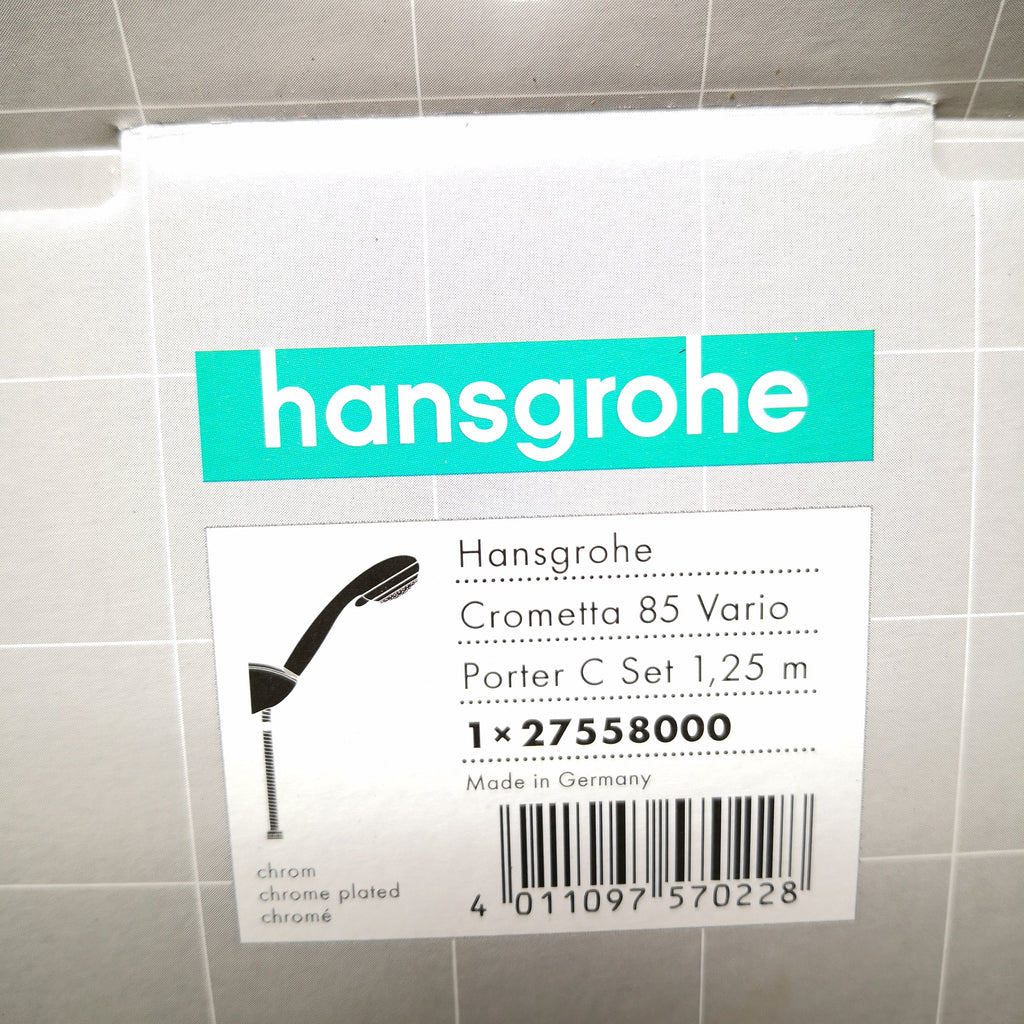 hansgrohe
Hansgrohe
Crometta 85 Vario
Porter C Set 1,25 m
1 × 27558000
Made in Germany
chrom
chrome plated
chromé
4 011097 570228